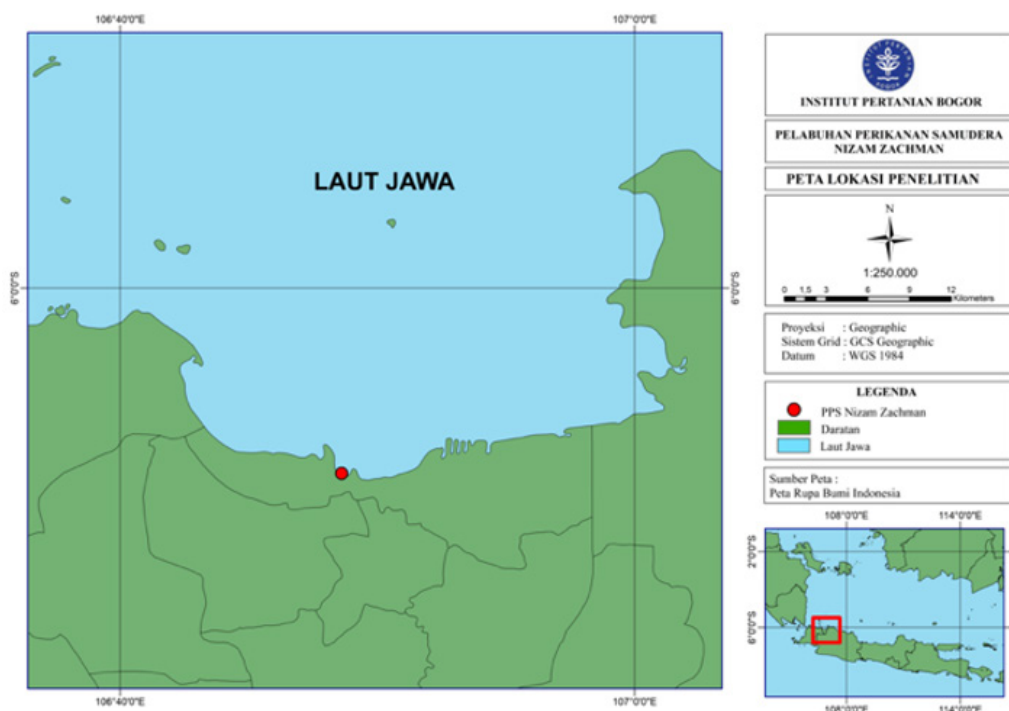 106°40'0"E
107°0'0"E
LAUT JAWA
6°0'0"S
6°0'0"S
106°40'0"E
107°0'0"E
INSTITUT PERTANIAN BOGOR
PELABUHAN PERIKANAN SAMUDERA
NIZAM ZACHMAN
PETA LOKASI PENELITIAN
N
1:250.000
0 1,5 3 6 9 12
Kilometers
Proyeksi : Geographic
Sistem Grid : GCS Geographic
Datum : WGS 1984
LEGENDA
PPS Nizam Zachman
Daratan
Laut Jawa
Sumber Peta :
Peta Rupa Bumi Indonesia
108°0'0"E
114°0'0"E
2°0'0"S
6°0'0"S
108°0'0"E
114°0'0"E